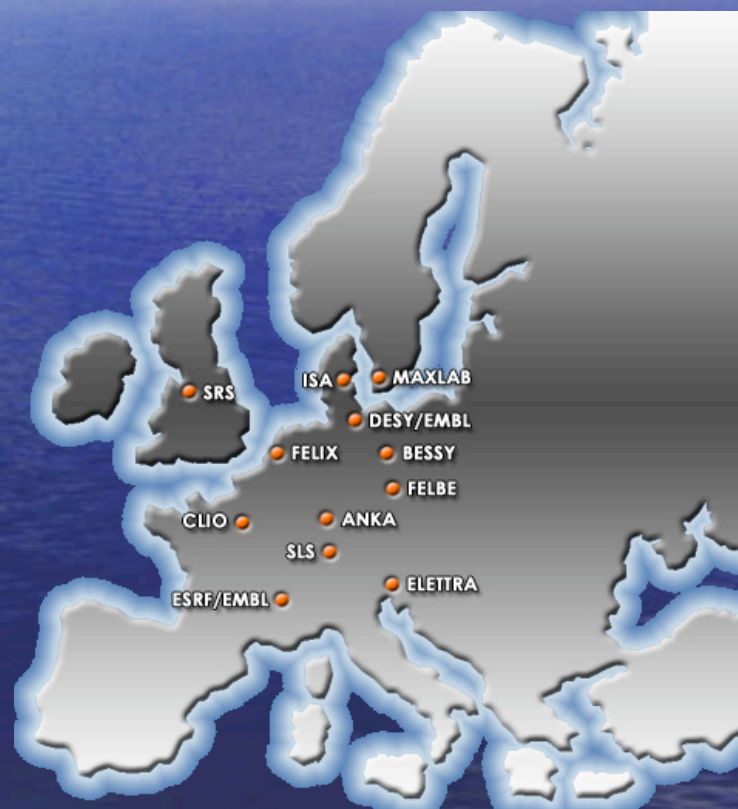 ISA
MAXLAB
SRS
DESY/EMBL
FELIX
BESSY
FELBE
CLIO
ANKA
SLS
ELETTRA
ESRF/EMBL